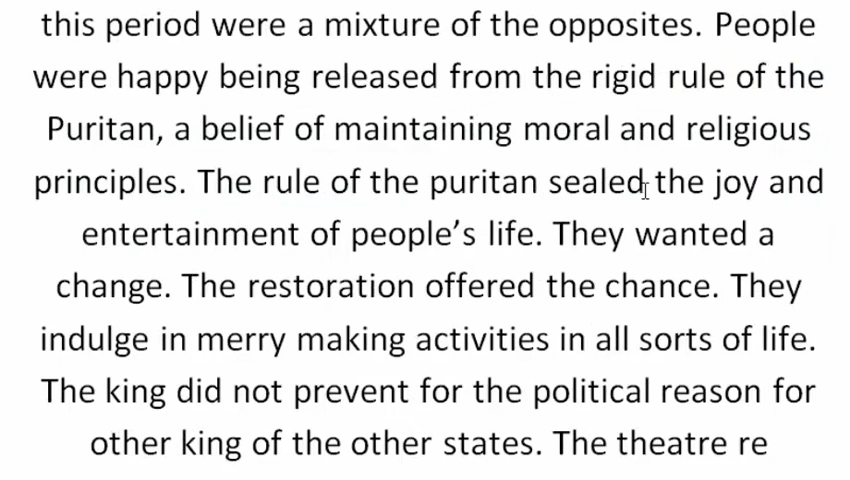 this period were a mixture of the opposites. People
were happy being released from the rigid rule of the
Puritan, a belief of maintaining moral and religious
principles. The rule of the puritan sealed the joy and
entertainment of people’s life. They wanted a
change. The restoration offered the chance. They
indulge in merry making activities in all sorts of life.
The king did not prevent for the political reason for
other king of the other states. The theatre re